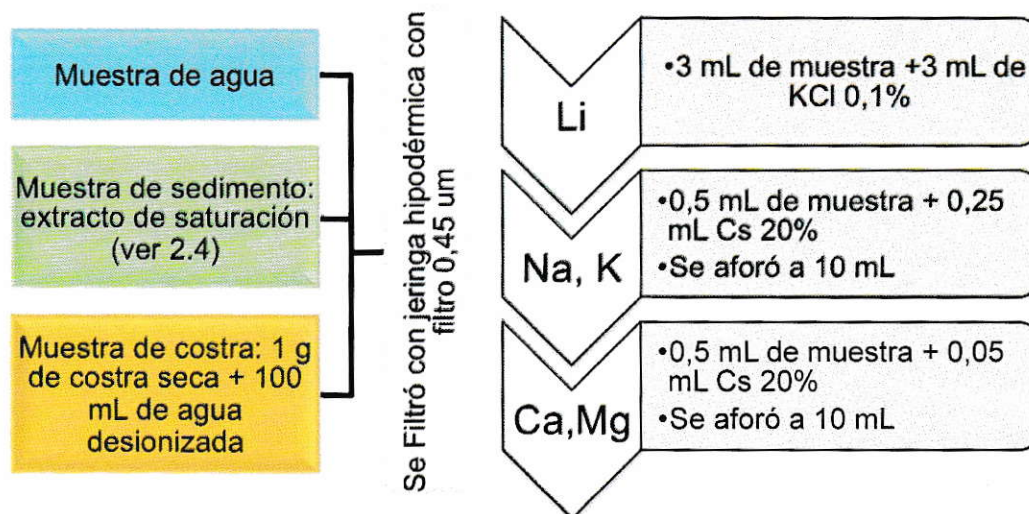 Muestra de agua
Muestra de sedimento:
extracto de saturación
(ver 2.4)
Muestra de costra: 1 g
de costra seca + 100
mL de agua
desionizada
Se Filtró con jeringa hipodérmica con
filtro 0,45 um
Li
•3 mL de muestra +3 mL de
KCl 0,1%
Na, K
•0,5 mL de muestra + 0,25
mL Cs 20%
•Se aforó a 10 mL
Ca,Mg
•0,5 mL de muestra + 0,05
mL Cs 20%
•Se aforó a 10 mL